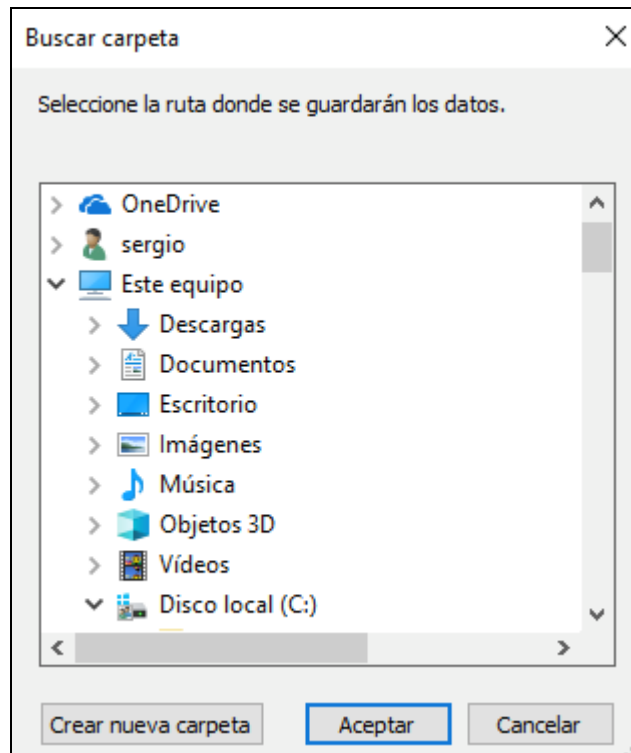 Buscar carpeta
Seleccione la ruta donde se guardarán los datos.
OneDrive
sergio
Este equipo
Descargas
Documentos
Escritorio
Imágenes
Música
Objetos 3D
Vídeos
Disco local (C:)
Crear nueva carpeta Aceptar Cancelar